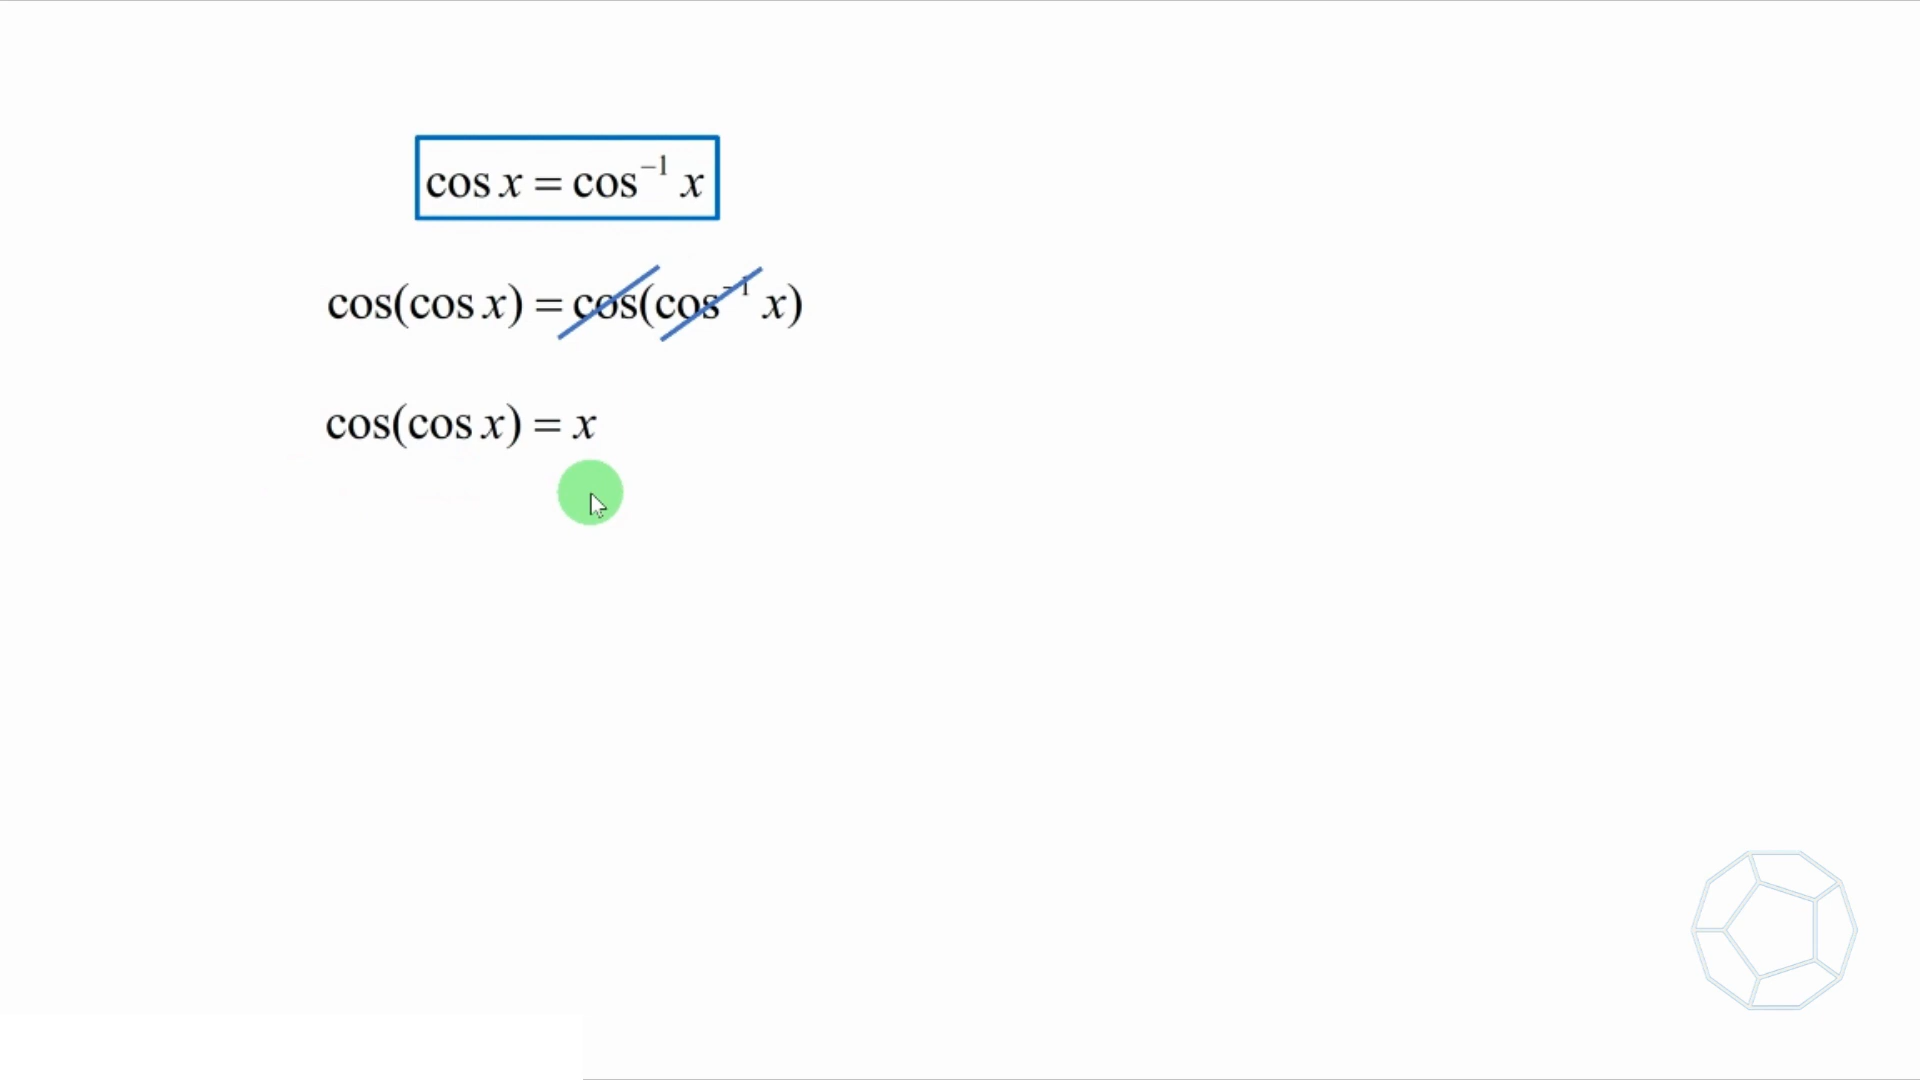 cos x = cos⁻¹ x
cos(cos x) = cos(cos⁻¹ x)
cos(cos x) = x